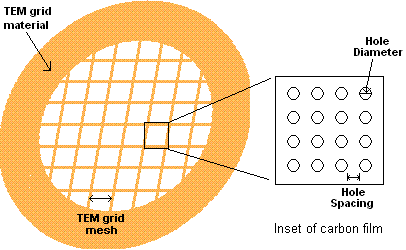 TEM grid
material
Hole
Diameter
TEM grid
mesh
Hole
Spacing
Inset of carbon film